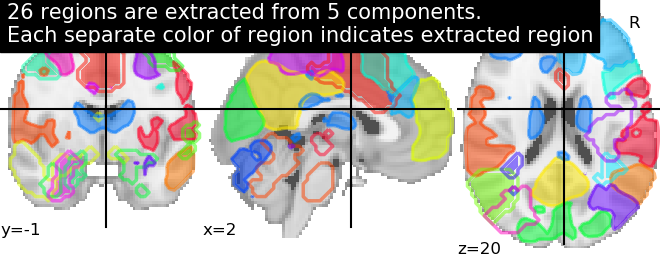 26 regions are extracted from 5 components.
Each separate color of region indicates extracted region
R
y=-1
x=2
z=20